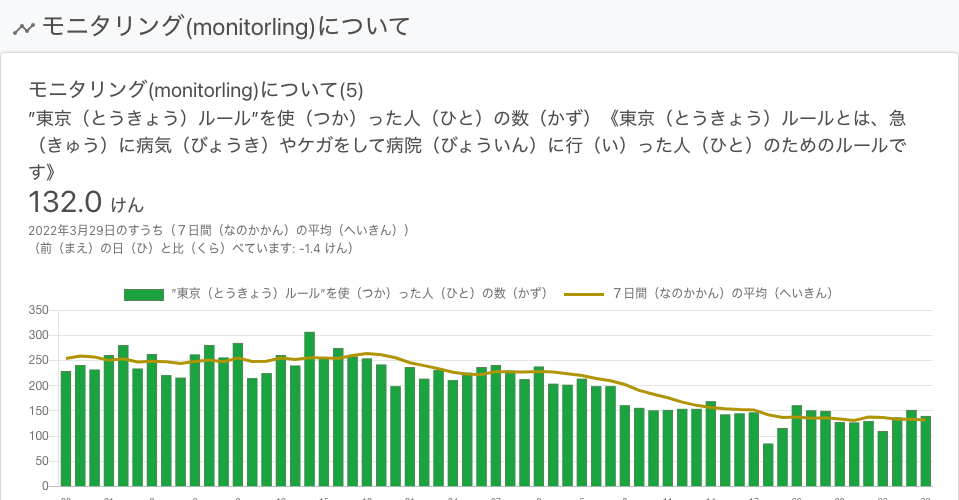 モニタリング(monitorling)について
モニタリング(monitorling)について(5)
”東京（とうきょう）ルール”を使（つか）った人（ひと）の数（かず）《東京（とうきょう）ルールとは、急
（きゅう）に病気（びょうき）やケガをして病院（びょういん）に行（い）った人（ひと）のためのルールで
す》
132.0 けん
2022年3月29日のすうち（７日間（なのかかん）の平均（へいきん））
（前（まえ）の日（ひ）と比（くら）べています: -1.4 けん）
”東京（とうきょう）ルール”を使（つか）った人（ひと）の数（かず） ７日間（なのかかん）の平均（へいきん）
350
300
250
200
150
100
50
0